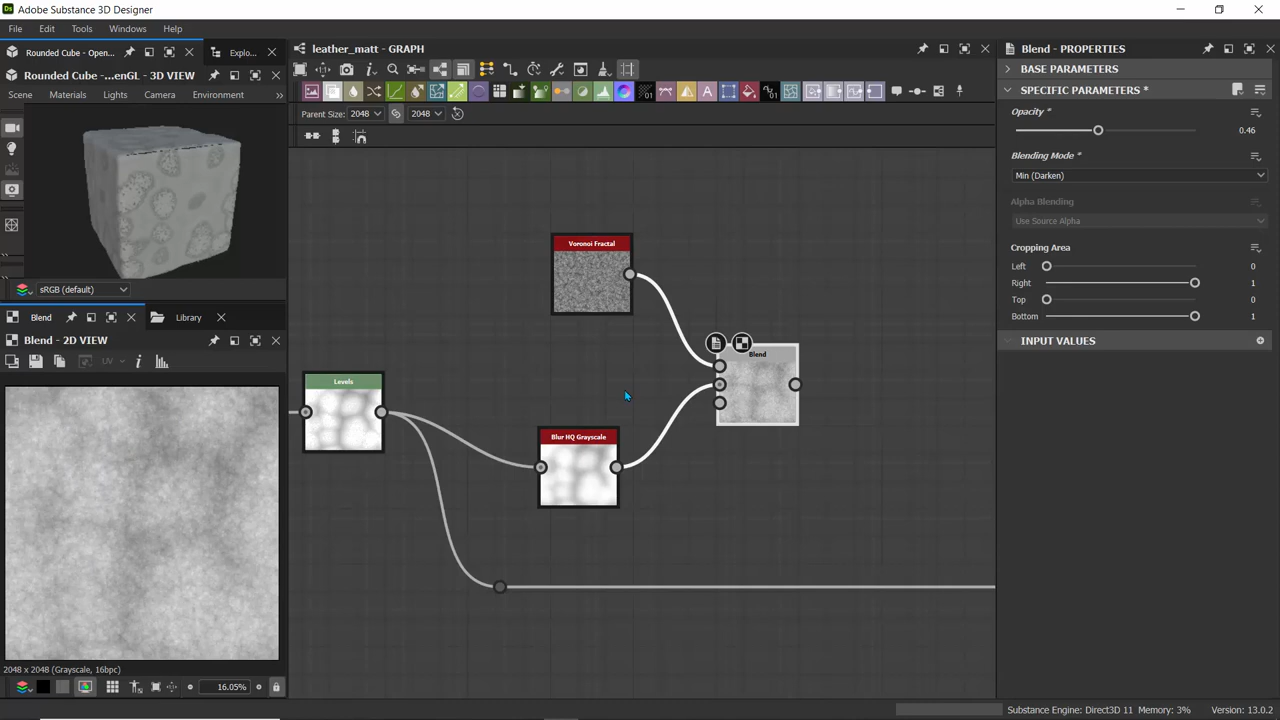 Ds Adobe Substance 3D Designer
File Edit Tools Windows Help
Rounded Cube - Open...
Explo...
Rounded Cube -...enGL - 3D VIEW
Scene Materials Lights Camera Environment »
sRGB (default)
Blend
Library
Blend - 2D VIEW
UV
2048 x 2048 (Grayscale, 16bpc)
16.05%
leather_matt - GRAPH
Parent Size: 2048 2048
Voronoi Fractal
Blend
Levels
Blur HQ Grayscale
Blend - PROPERTIES
BASE PARAMETERS
SPECIFIC PARAMETERS *
Opacity *
0.46
Blending Mode *
Min (Darken)
Alpha Blending
Use Source Alpha
Cropping Area
Left 0
Right 1
Top 0
Bottom 1
INPUT VALUES
Substance Engine: Direct3D 11 Memory: 3% Version: 13.0.2